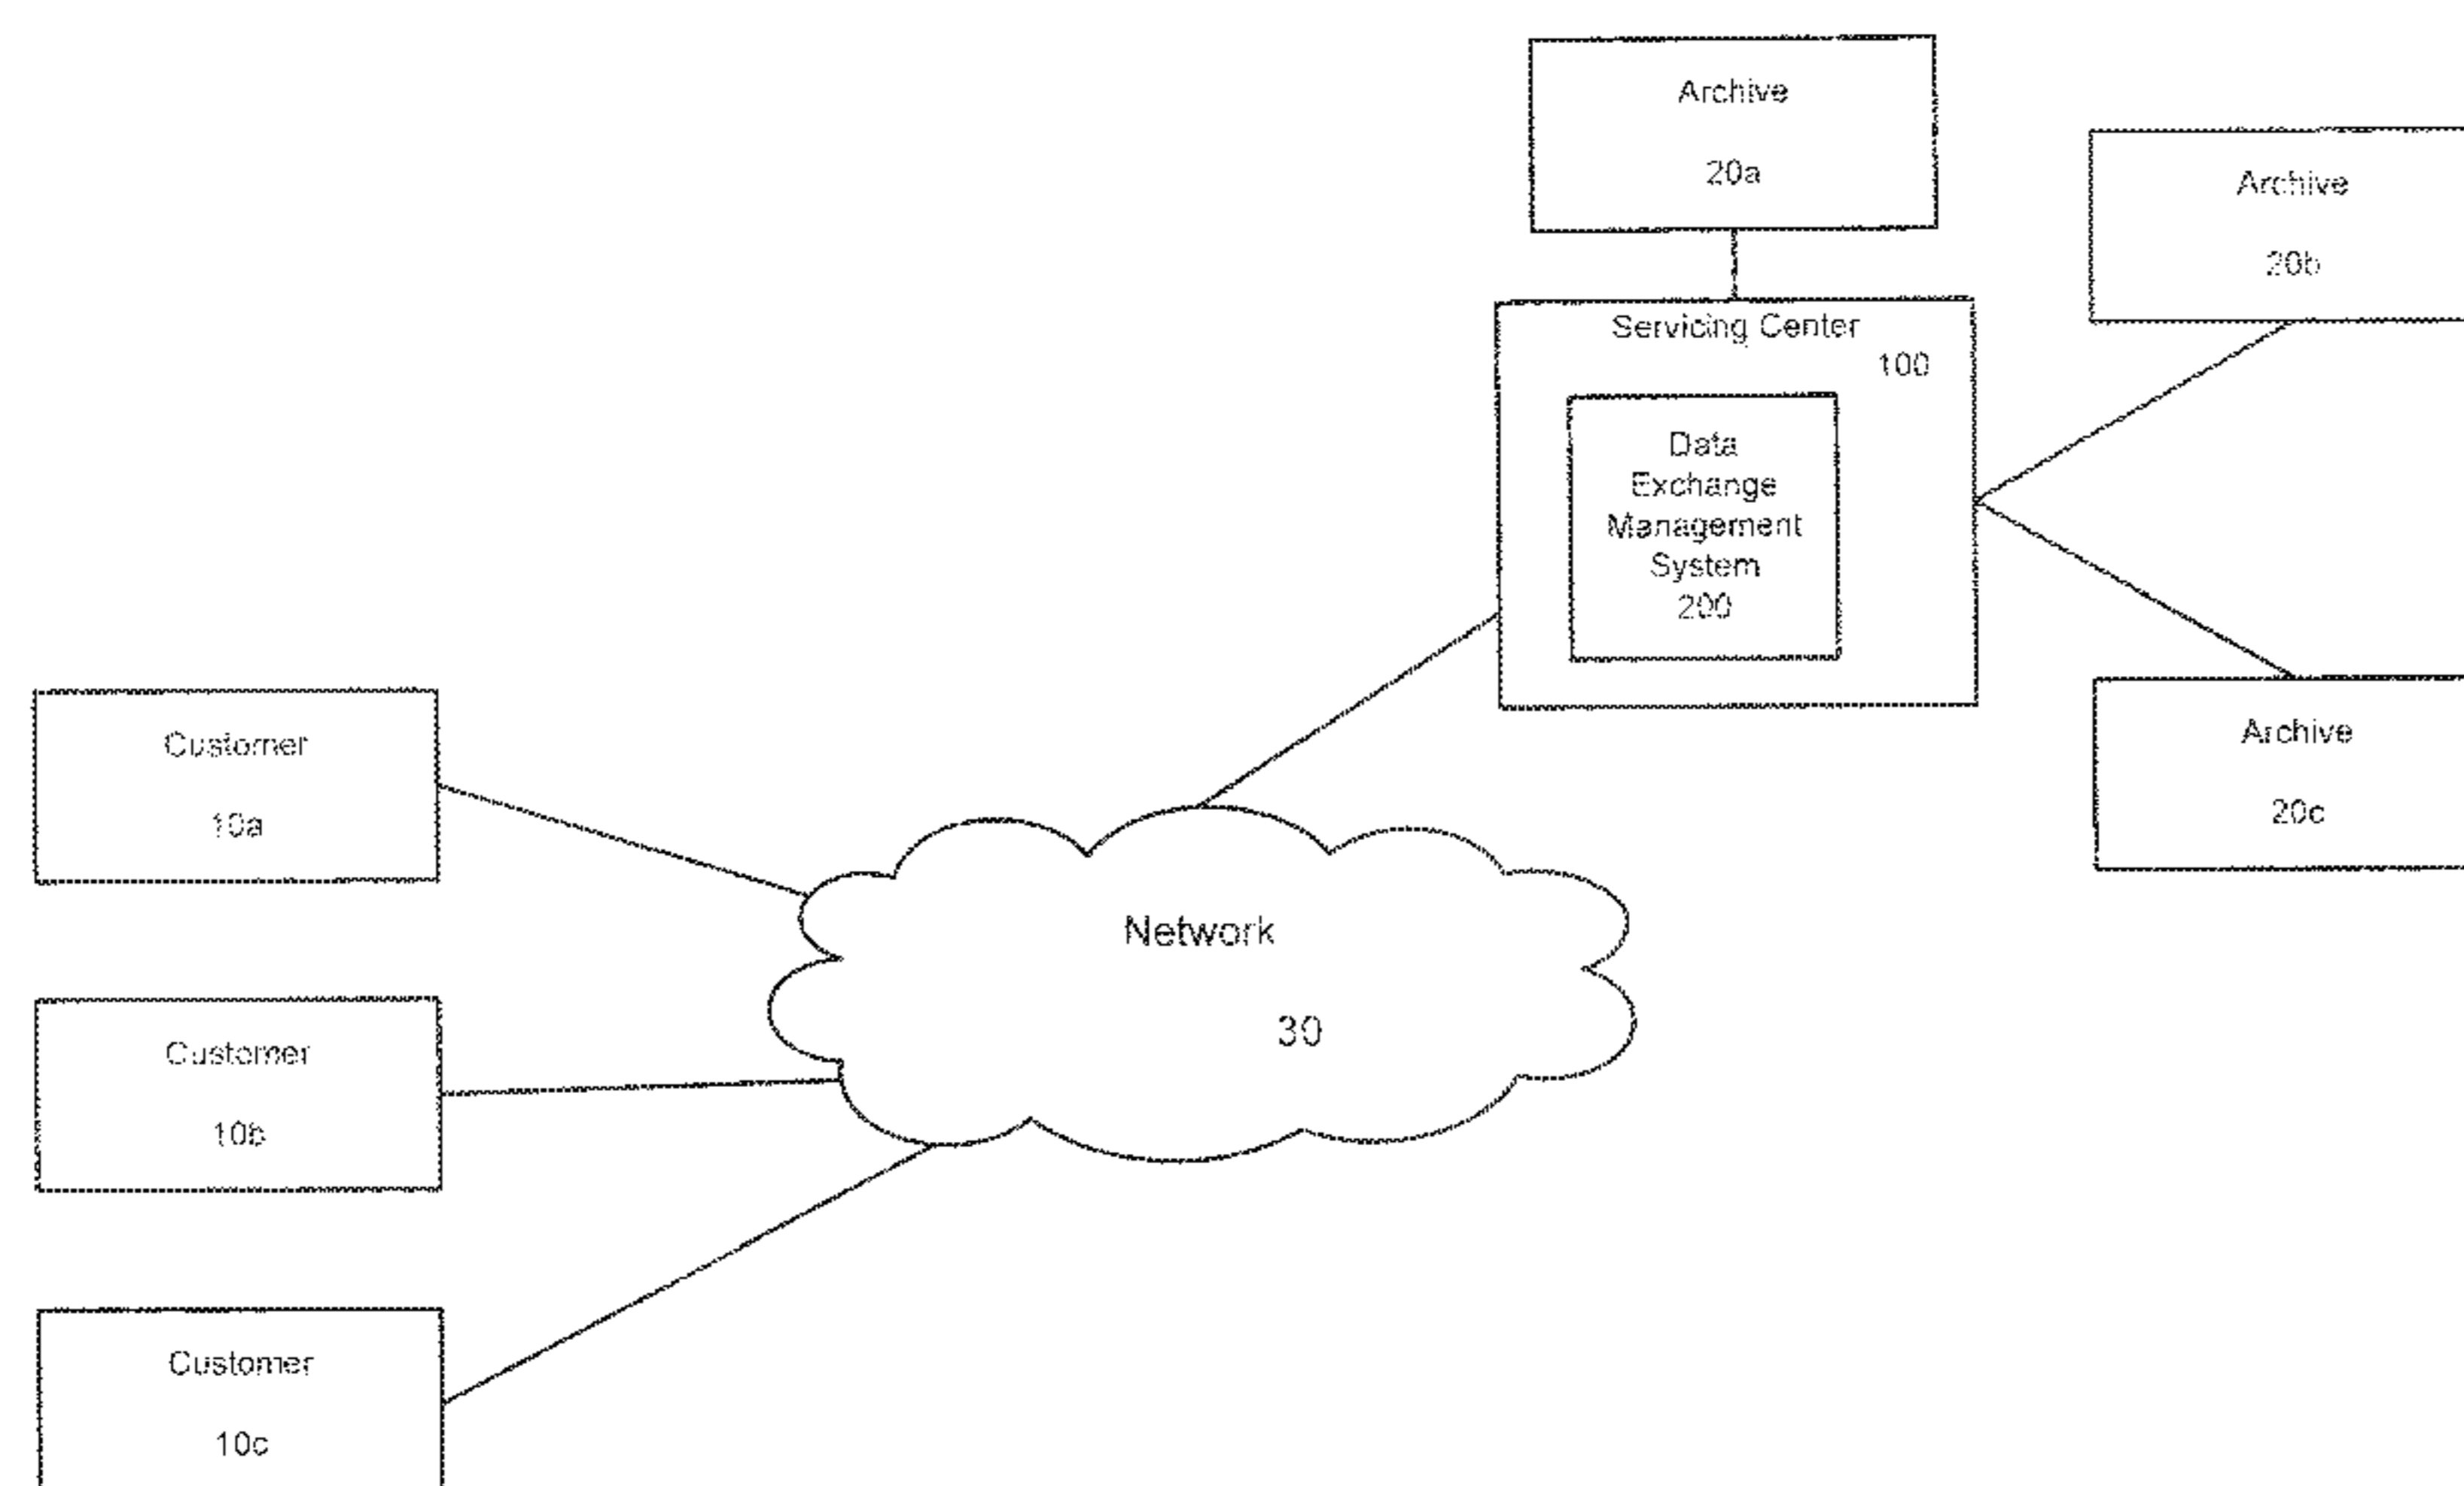 Archive
20a
Archive
20b
Servicing Center
100
Data
Exchange
Management
System
200
Archive
20c
Customer
10a
Network
30
Customer
10b
Customer
10c